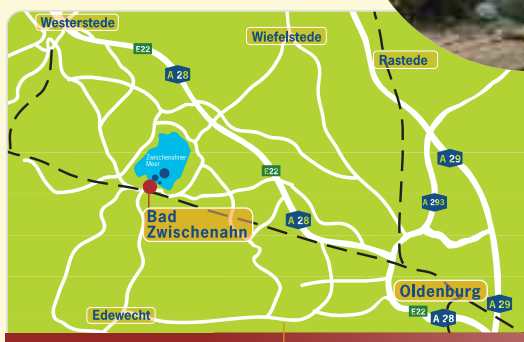 Westerstede
Wiefelstede
E22
Rastede
A 28
Zwischenahner
Meer
A 29
E22
A 293
Bad
Zwischenahn
A 28
Oldenburg
Edewecht
E22
A 28
A 29